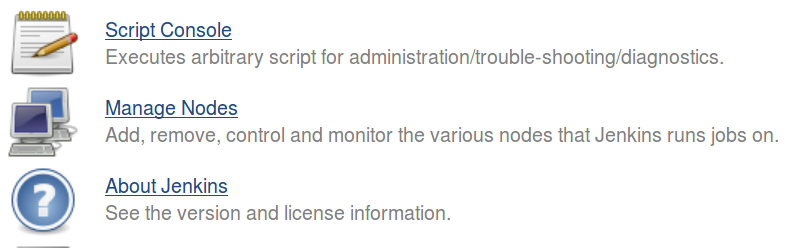 Script Console
Executes arbitrary script for administration/trouble-shooting/diagnostics.
Manage Nodes
Add, remove, control and monitor the various nodes that Jenkins runs jobs on.
About Jenkins
See the version and license information.